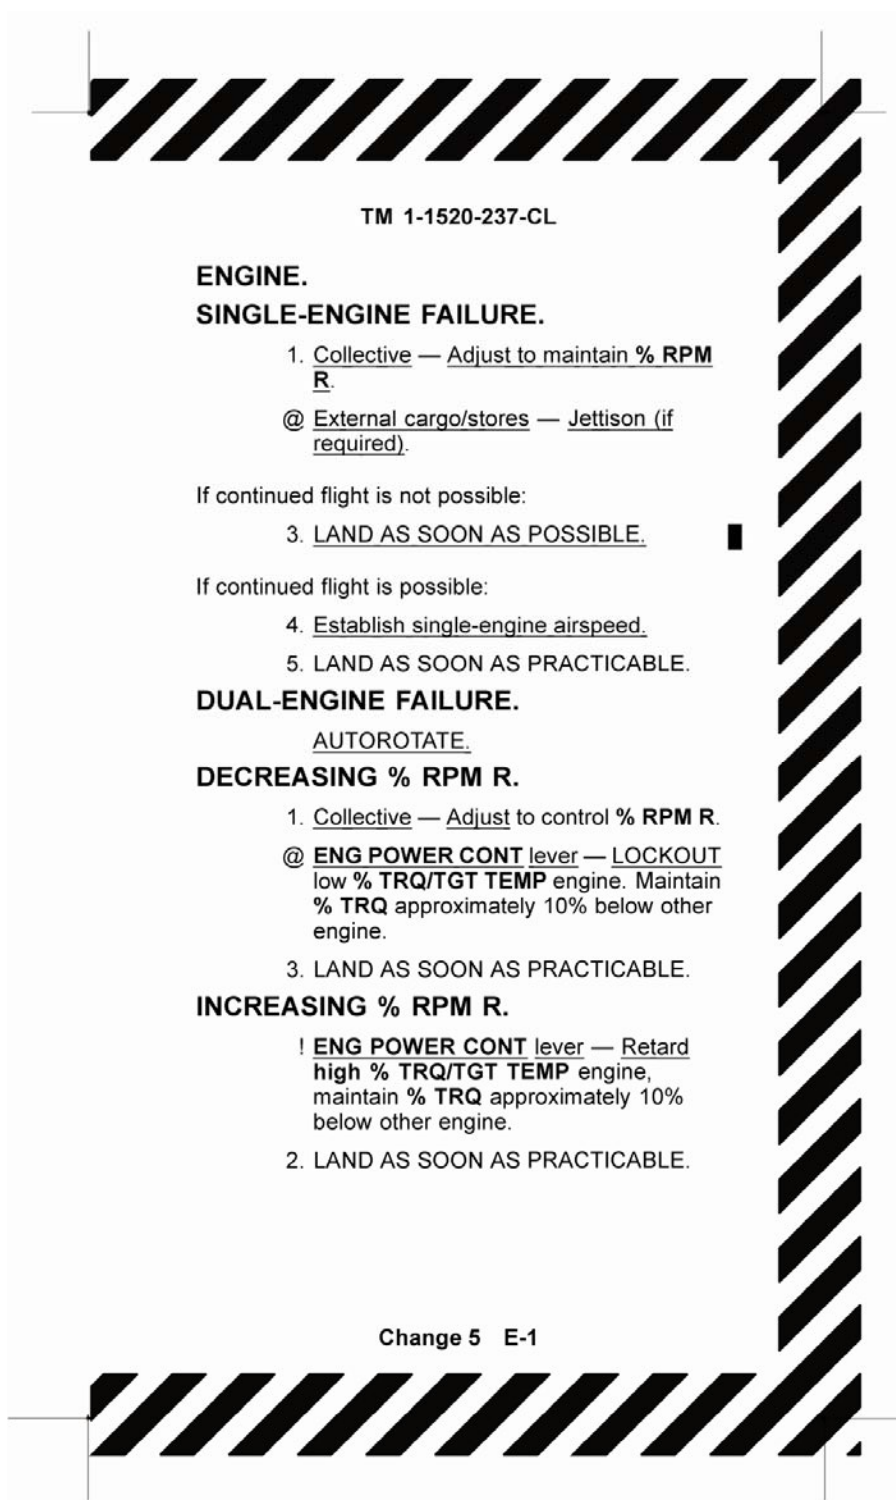 TM 1-1520-237-CL
ENGINE.
SINGLE-ENGINE FAILURE.
1. Collective — Adjust to maintain % RPM
R.
@ External cargo/stores — Jettison (if
required).
If continued flight is not possible:
3. LAND AS SOON AS POSSIBLE.
If continued flight is possible:
4. Establish single-engine airspeed.
5. LAND AS SOON AS PRACTICABLE.
DUAL-ENGINE FAILURE.
AUTOROTATE.
DECREASING % RPM R.
1. Collective — Adjust to control % RPM R.
@ ENG POWER CONT lever — LOCKOUT
low % TRQ/TGT TEMP engine. Maintain
% TRQ approximately 10% below other
engine.
3. LAND AS SOON AS PRACTICABLE.
INCREASING % RPM R.
! ENG POWER CONT lever — Retard
high % TRQ/TGT TEMP engine,
maintain % TRQ approximately 10%
below other engine.
2. LAND AS SOON AS PRACTICABLE.
Change 5 E-1